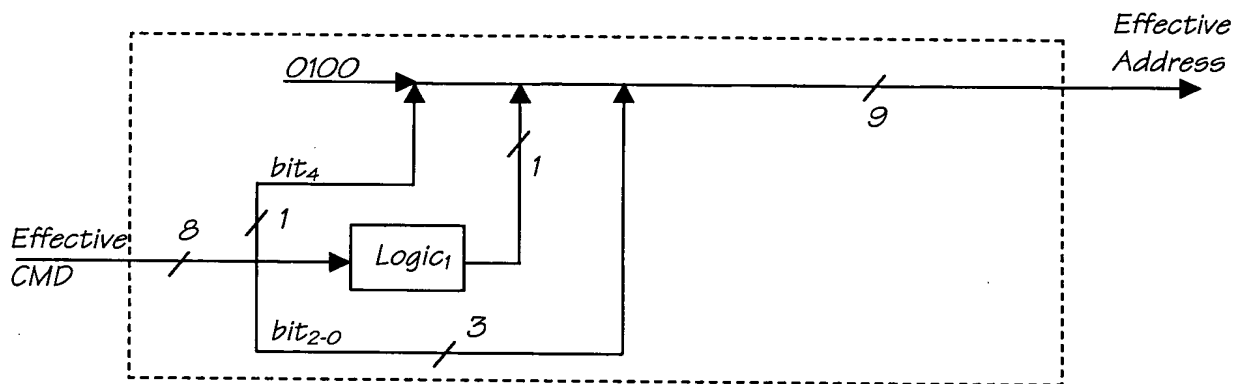 Effective
Address
0100
9
1
bit₄
1
8
Effective
CMD
Logic₁
bit₂₋₀
3